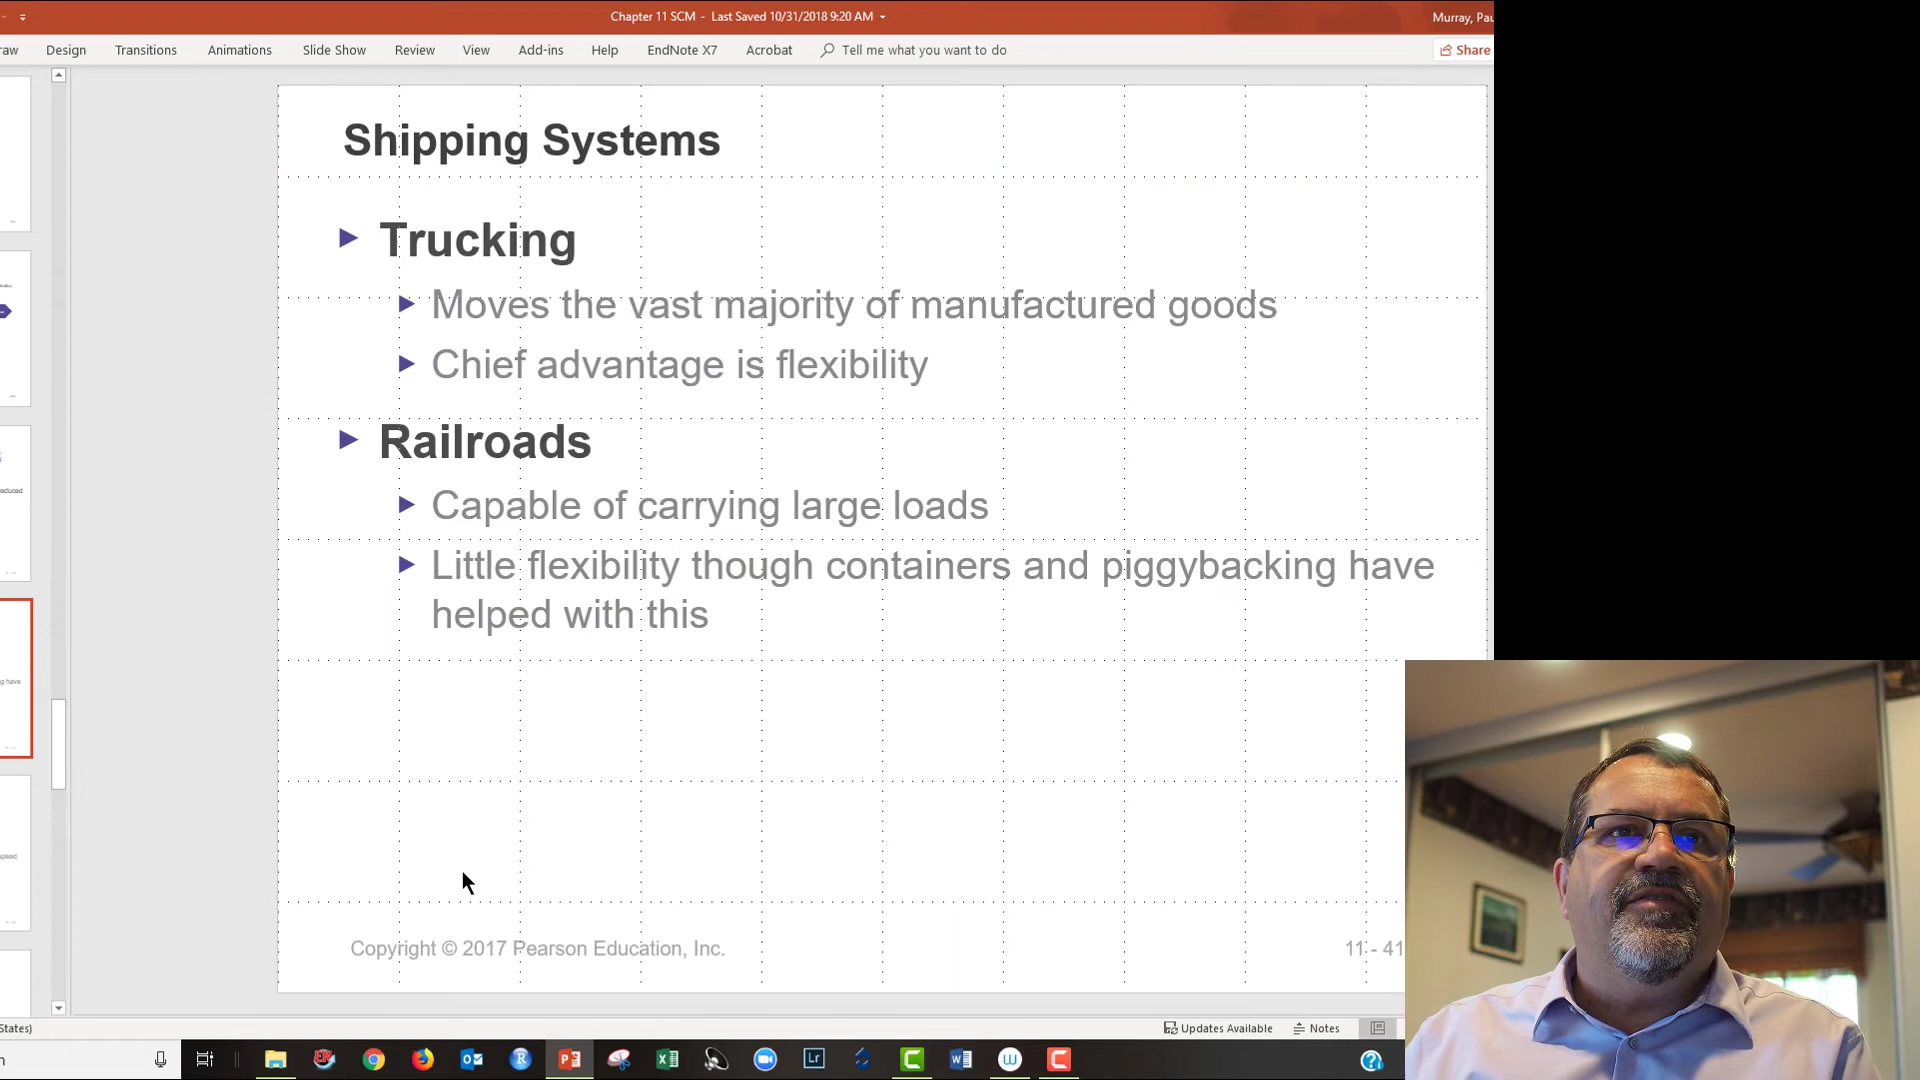 Chapter 11 SCM - Last Saved 10/31/2018 9:20 AM
Murray, Pau
raw Design Transitions Animations Slide Show Review View Add-ins Help EndNote X7 Acrobat Tell me what you want to do Share
Shipping Systems
Trucking
Moves the vast majority of manufactured goods
Chief advantage is flexibility
Railroads
Capable of carrying large loads
Little flexibility though containers and piggybacking have
helped with this
Copyright © 2017 Pearson Education, Inc.
11 - 41
educed
g have
speed
States) Updates Available Notes
Lr